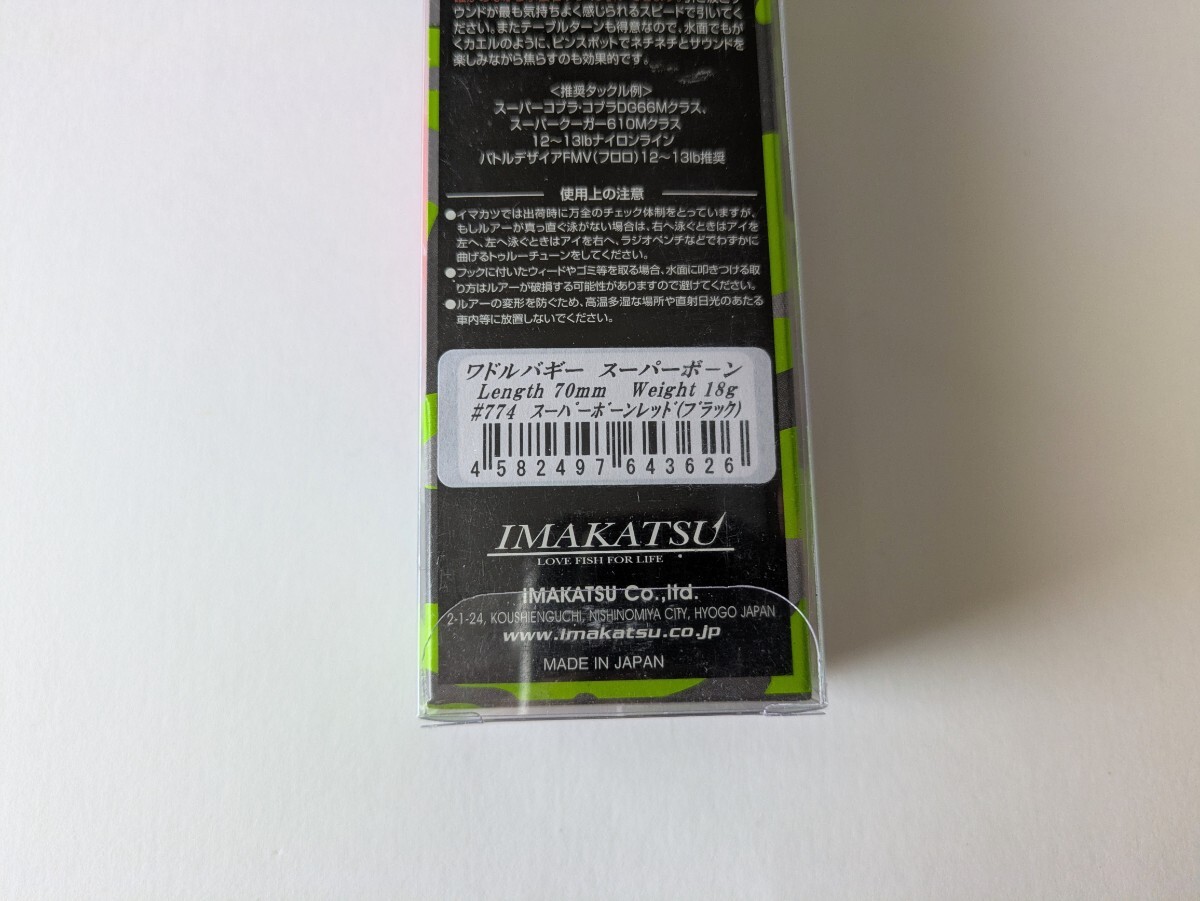 ウンドが最も気持ちよく感じられるスピードで引いてく
ださい。またテーブルターンも得意なので、水面でもが
くカエルのように、ピンスポットでネチネチとサウンドを
楽しみながら焦らすのも効果的です。
<推奨タックル例>
スーパーコブラ・コブラDG66Mクラス、
スーパークーガー610Mクラス
12〜13lbナイロンライン
バトルデザイアFMV(フロロ)12〜13lb推奨
使用上の注意
●イマカツでは出荷時に万全のチェック体制をとっていますが、
もしルアーが真っ直ぐ泳がない場合は、右へ泳ぐときはアイを
左へ、左へ泳ぐときはアイを右へ、ラジオペンチなどでわずかに
曲げるトゥルーチューンをしてください。
●フックに付いたウィードやゴミ等を取る場合、水面に叩きつける取
り方はルアーが破損する可能性がありますので避けてください。
●ルアーの変形を防ぐため、高温多湿な場所や直射日光のあたる
車内等に放置しないでください。
ワドルバギー スーパーボーン
Length 70mm Weight 18g
#774 スーパーボーンレッド(ブラック)
4 582497 643626
IMAKATSU
LOVE FISH FOR LIFE
IMAKATSU Co.,ltd.
2-1-24, KOUSHIENGUCHI, NISHINOMIYA CITY, HYOGO JAPAN
www.imakatsu.co.jp
MADE IN JAPAN